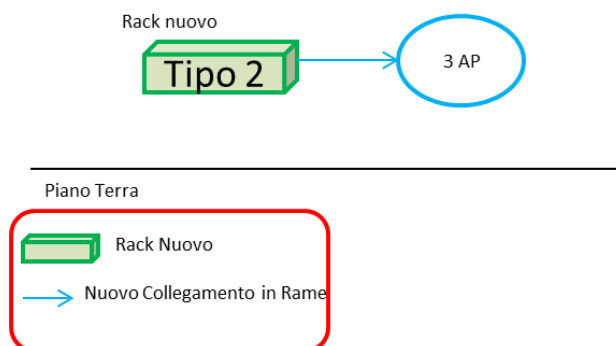 Rack nuovo
Tipo 2
3 AP
Piano Terra
Rack Nuovo
Nuovo Collegamento in Rame